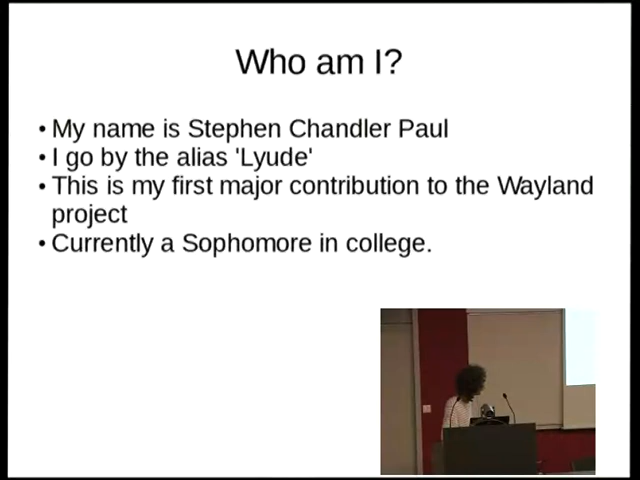 Who am I?
• My name is Stephen Chandler Paul
• I go by the alias 'Lyude'
• This is my first major contribution to the Wayland
project
• Currently a Sophomore in college.